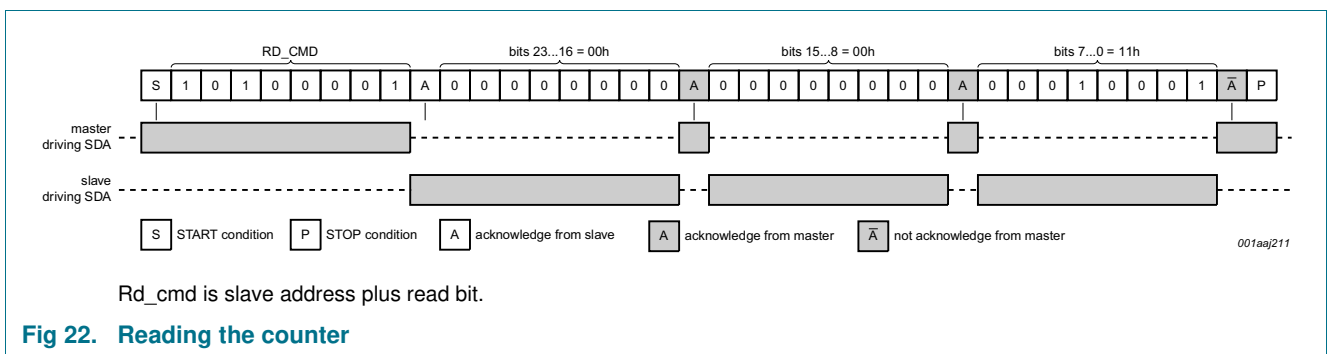 RD_CMD bits 23...16 = 00h bits 15...8 = 00h bits 7...0 = 11h
S 1 0 1 0 0 0 0 1 A 0 0 0 0 0 0 0 0 A 0 0 0 0 0 0 0 0 A 0 0 0 1 0 0 0 1 A̅ P
master
driving SDA
slave
driving SDA
S START condition P STOP condition A acknowledge from slave A acknowledge from master A̅ not acknowledge from master
001aaj211
Rd_cmd is slave address plus read bit.
Fig 22. Reading the counter